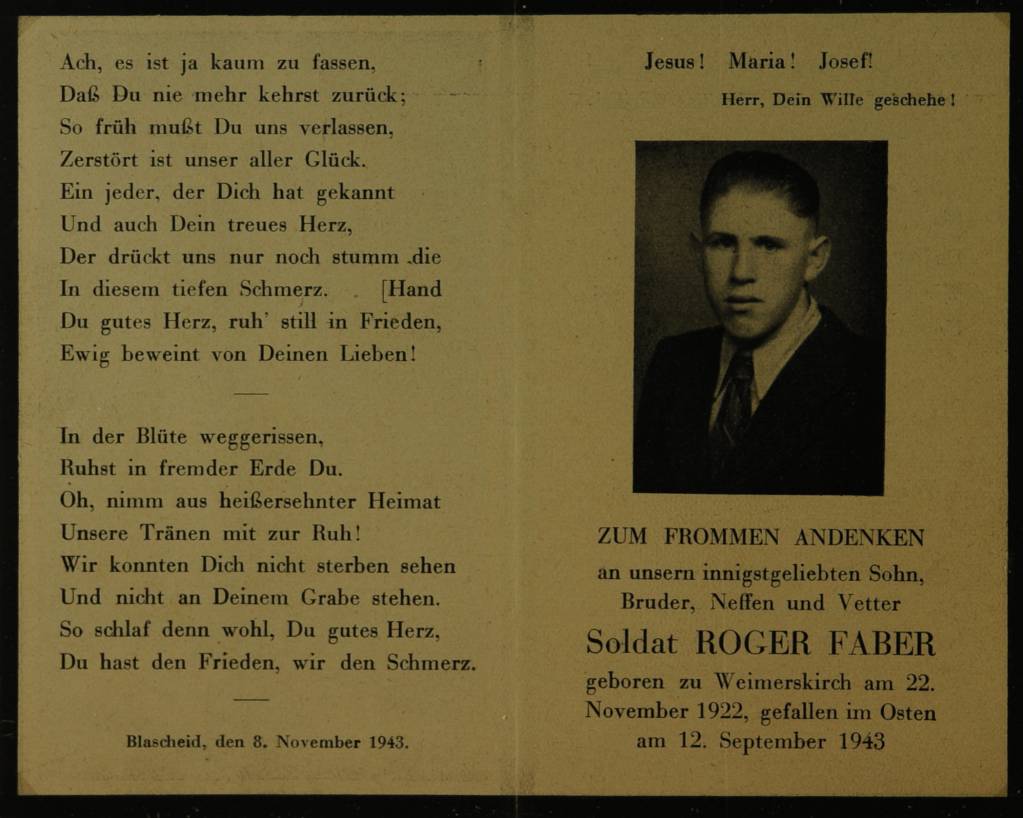 Ach, es ist ja kaum zu fassen,
Daß Du nie mehr kehrst zurück;
So früh mußt Du uns verlassen,
Zerstört ist unser aller Glück.
Ein jeder, der Dich hat gekannt
Und auch Dein treues Herz,
Der drückt uns nur noch stumm die
In diesem tiefen Schmerz. [Hand
Du gutes Herz, ruh' still in Frieden,
Ewig beweint von Deinen Lieben!
In der Blüte weggerissen,
Ruhst in fremder Erde Du.
Oh, nimm aus heißersehnter Heimat
Unsere Tränen mit zur Ruh!
Wir konnten Dich nicht sterben sehen
Und nicht an Deinem Grabe stehen.
So schlaf denn wohl, Du gutes Herz,
Du hast den Frieden, wir den Schmerz.
Blascheid, den 8. November 1943.
Jesus! Maria! Josef!
Herr, Dein Wille geschehe!
ZUM FROMMEN ANDENKEN
an unsern innigstgeliebten Sohn,
Bruder, Neffen und Vetter
Soldat ROGER FABER
geboren zu Weimerskirch am 22.
November 1922, gefallen im Osten
am 12. September 1943